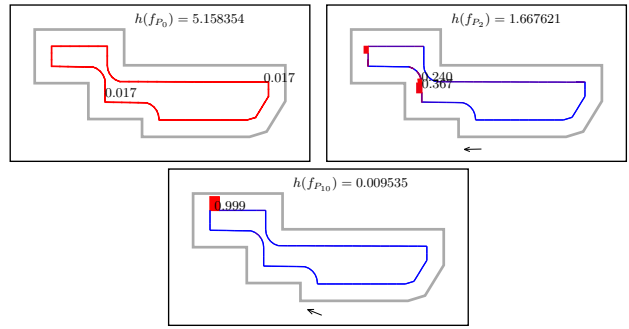 h(f_{P_0}) = 5.158354
0.017
0.017
h(f_{P_2}) = 1.667621
0.240
0.367
h(f_{P_{10}}) = 0.009535
0.999